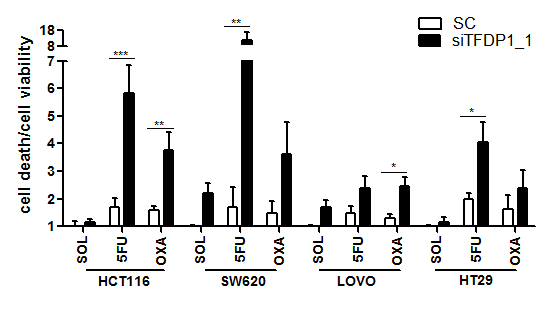 18
8
7
6
5
4
3
2
1
cell death/cell viability
SC
siTFDP1_1
***
**
**
*
*
SOL 5FU OXA SOL 5FU OXA SOL 5FU OXA SOL 5FU OXA
HCT116 SW620 LOVO HT29